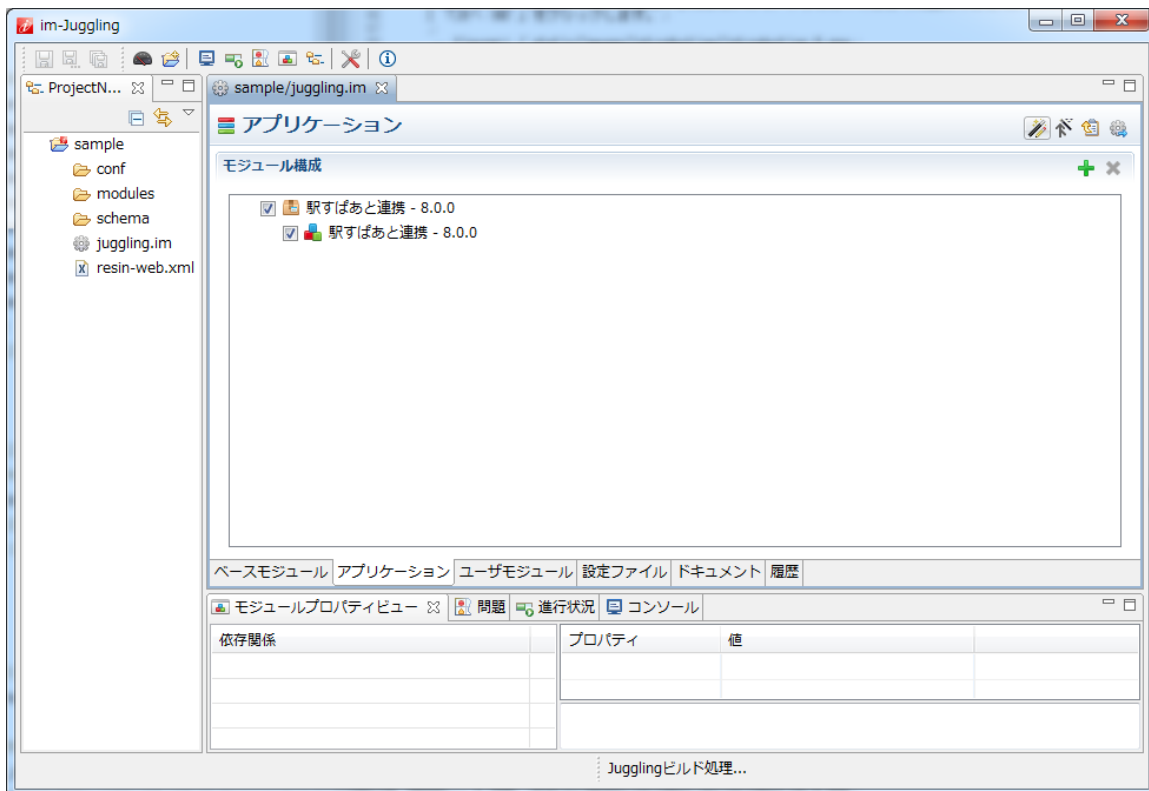 im-Juggling
ProjectN...
sample/juggling.im
アプリケーション
sample
conf
modules
schema
juggling.im
resin-web.xml
モジュール構成
駅すぱあと連携 - 8.0.0
駅すぱあと連携 - 8.0.0
ベースモジュール アプリケーション ユーザモジュール 設定ファイル ドキュメント 履歴
モジュールプロパティビュー 問題 進行状況 コンソール
依存関係
プロパティ 値
Jugglingビルド処理...